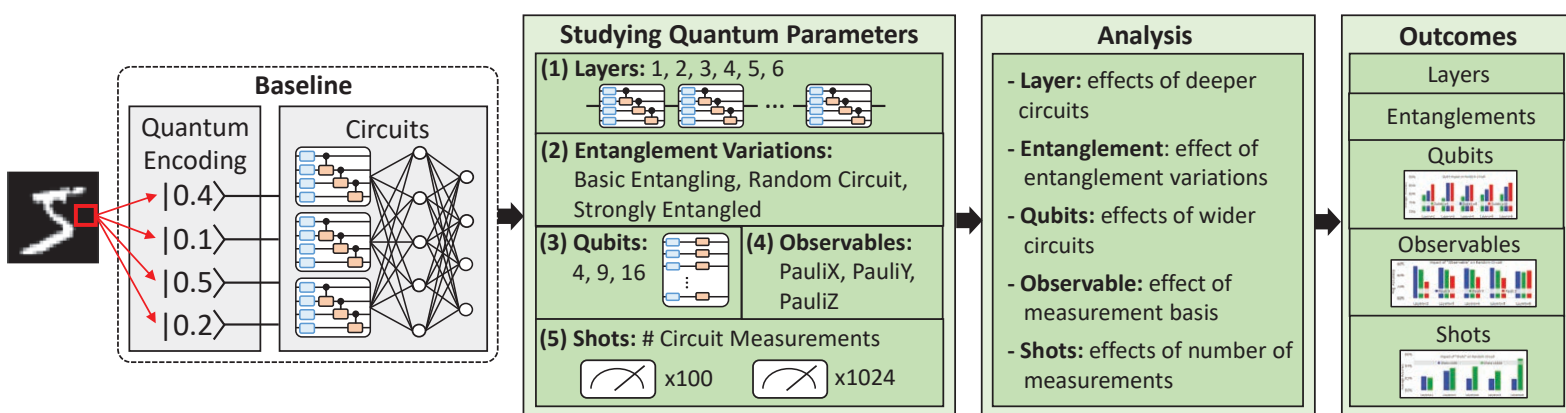 Baseline
Quantum
Encoding
|0.4⟩
|0.1⟩
|0.5⟩
|0.2⟩
Circuits
Studying Quantum Parameters
(1) Layers: 1, 2, 3, 4, 5, 6
...
(2) Entanglement Variations:
Basic Entangling, Random Circuit,
Strongly Entangled
(3) Qubits:
4, 9, 16
(4) Observables:
PauliX, PauliY,
PauliZ
(5) Shots: # Circuit Measurements
x100
x1024
Analysis
- Layer: effects of deeper
circuits
- Entanglement: effect of
entanglement variations
- Qubits: effects of wider
circuits
- Observable: effect of
measurement basis
- Shots: effects of number of
measurements
Outcomes
Layers
Entanglements
Qubits
Observables
Shots